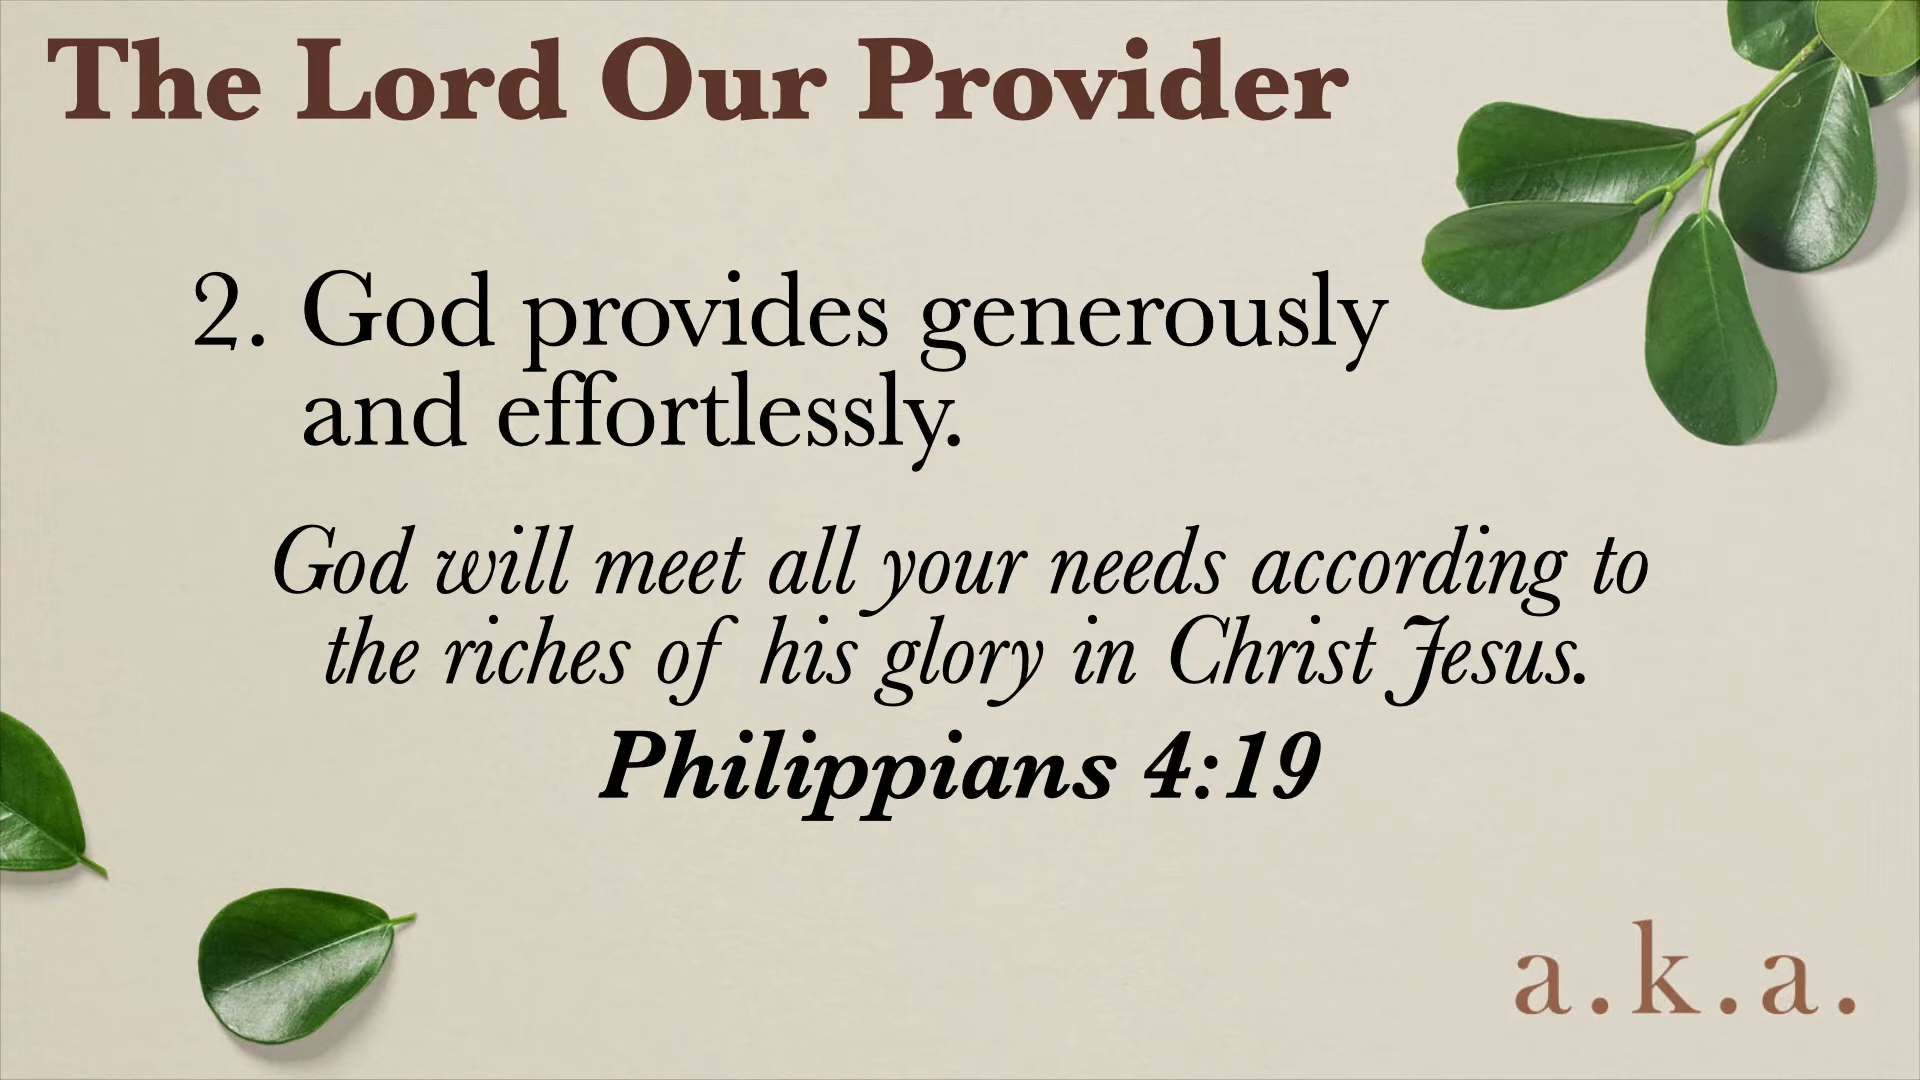 The Lord Our Provider
2. God provides generously
and effortlessly.
God will meet all your needs according to
the riches of his glory in Christ Jesus.
Philippians 4:19
a.k.a.